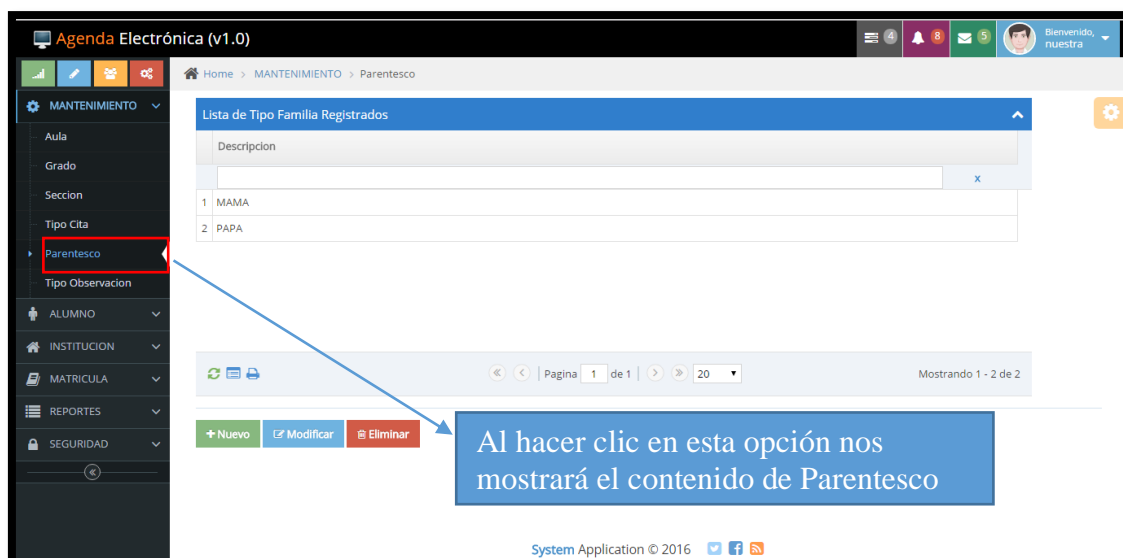 Agenda Electrónica (v1.0)
4
8
5
Bienvenido,
nuestra
Home > MANTENIMIENTO > Parentesco
MANTENIMIENTO
Aula
Grado
Seccion
Tipo Cita
Parentesco
Tipo Observacion
ALUMNO
INSTITUCION
MATRICULA
REPORTES
SEGURIDAD
Lista de Tipo Familia Registrados
Descripcion
x
1 MAMA
2 PAPA
Pagina 1 de 1 20
Mostrando 1 - 2 de 2
+ Nuevo
Modificar
Eliminar
Al hacer clic en esta opción nos
mostrará el contenido de Parentesco
System Application © 2016